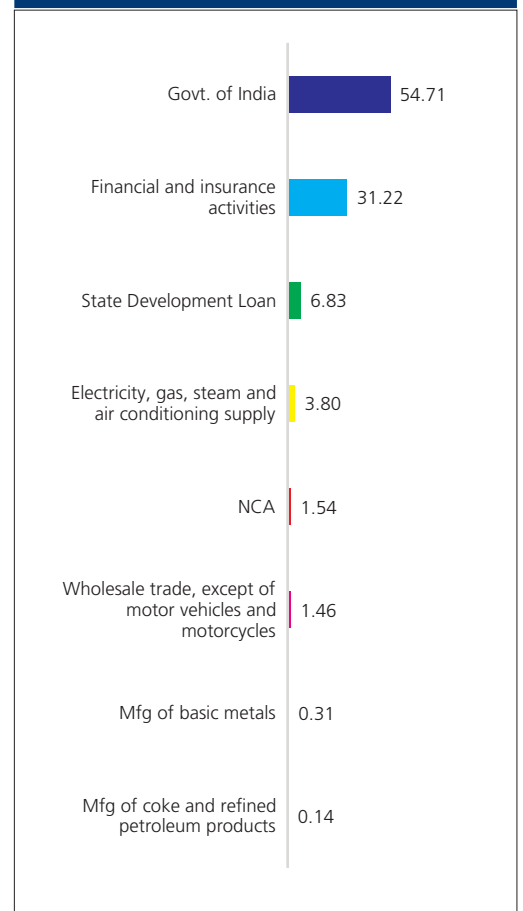 Govt. of India 54.71
Financial and insurance
activities 31.22
State Development Loan 6.83
Electricity, gas, steam and
air conditioning supply 3.80
NCA 1.54
Wholesale trade, except of
motor vehicles and
motorcycles 1.46
Mfg of basic metals 0.31
Mfg of coke and refined
petroleum products 0.14